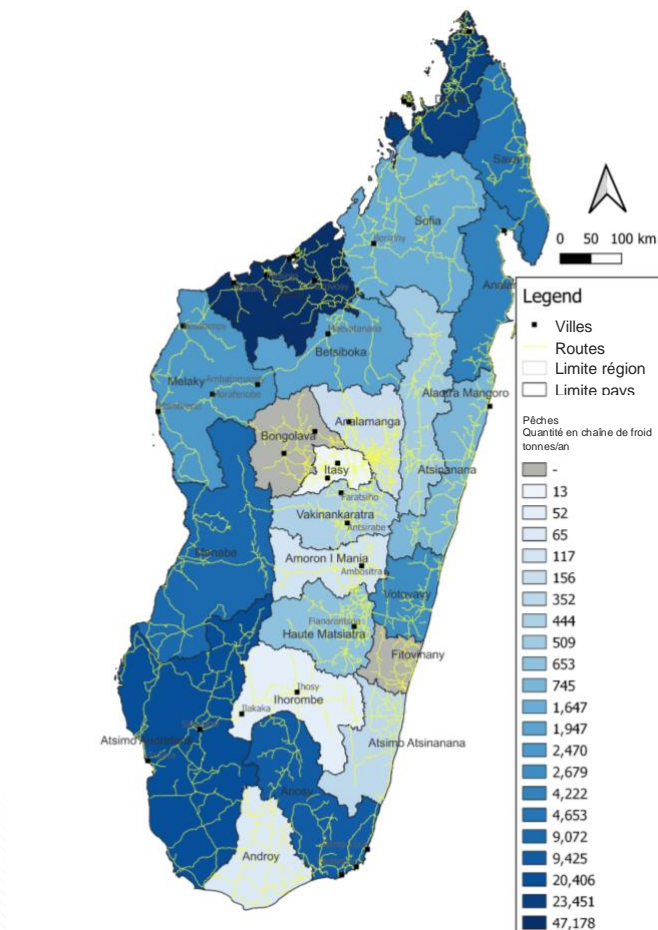 Sava
Sofia
0 50 100 km
Boriziny
Legend
Villes
Routes
Limite région
Limite pays
Betsiboka
Melaky
Alaotra Mangoro
Analamanga
Bongolava
Itasy
Atsinanana
Faratsiho
Vakinankaratra
Antsirabe
Menabe
Amoron I Mania
Ambositra
Vatovavy
Fianarantsoa
Haute Matsiatra
Fitovinany
Ihosy
Ihorombe
Sakaka
Atsimo Atsinanana
Anosy
Androy
Pêches
Quantité en chaîne de froid
tonnes/an
-
13
52
65
117
156
352
444
509
653
745
1,647
1,947
2,470
2,679
4,222
4,653
9,072
9,425
20,406
23,451
47,178